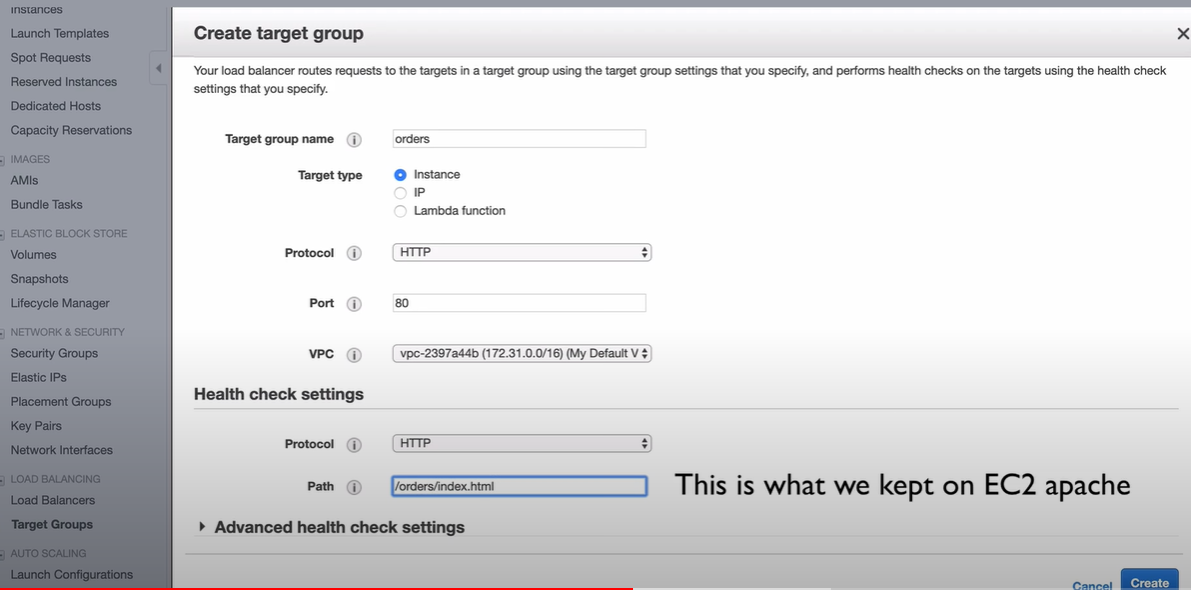 Instances
Launch Templates
Spot Requests
Reserved Instances
Dedicated Hosts
Capacity Reservations
IMAGES
AMIs
Bundle Tasks
ELASTIC BLOCK STORE
Volumes
Snapshots
Lifecycle Manager
NETWORK & SECURITY
Security Groups
Elastic IPs
Placement Groups
Key Pairs
Network Interfaces
LOAD BALANCING
Load Balancers
Target Groups
AUTO SCALING
Launch Configurations
Create target group
Your load balancer routes requests to the targets in a target group using the target group settings that you specify, and performs health checks on the targets using the health check
settings that you specify.
Target group name orders
Target type Instance
IP
Lambda function
Protocol HTTP
Port 80
VPC vpc-2397a44b (172.31.0.0/16) (My Default V
Health check settings
Protocol HTTP
Path /orders/index.html This is what we kept on EC2 apache
Advanced health check settings
Cancel Create